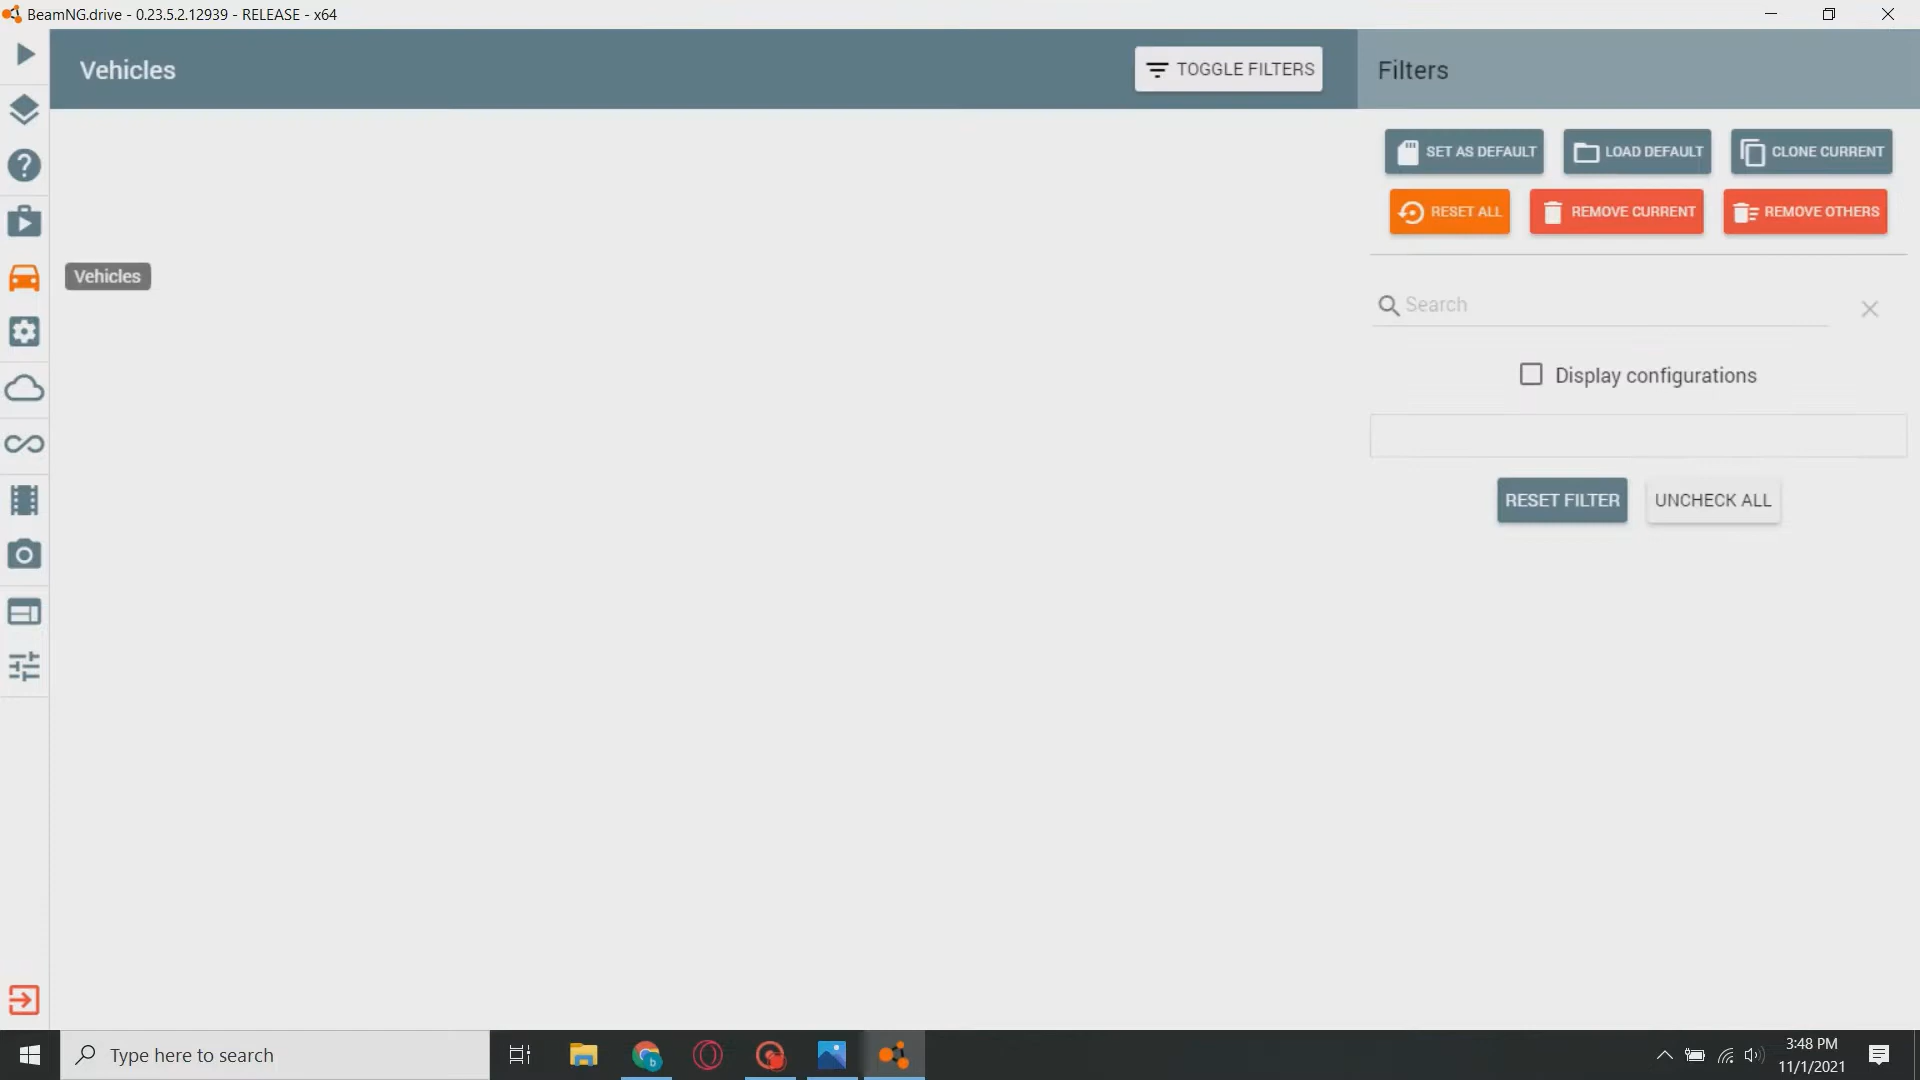 BeamNG.drive - 0.23.5.2.12939 - RELEASE - x64
Vehicles
TOGGLE FILTERS
Filters
SET AS DEFAULT
LOAD DEFAULT
CLONE CURRENT
RESET ALL
REMOVE CURRENT
REMOVE OTHERS
Vehicles
Search
Display configurations
RESET FILTER
UNCHECK ALL
Type here to search
b
3:48 PM
11/1/2021